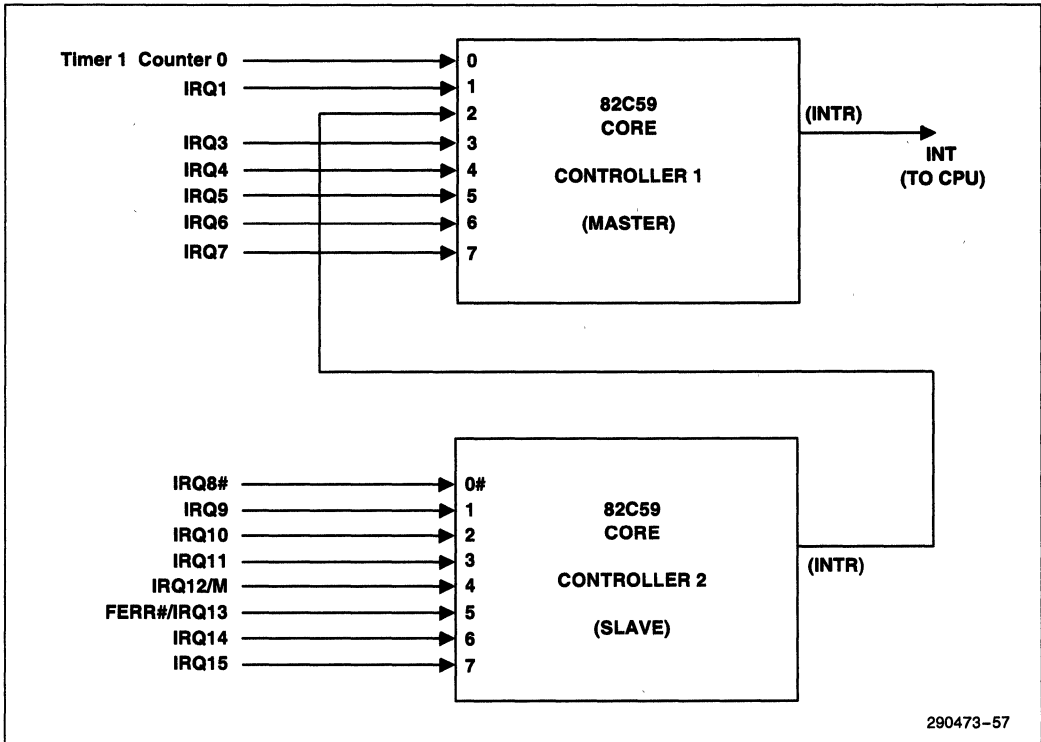 Timer 1 Counter 0
IRQ1
IRQ3
IRQ4
IRQ5
IRQ6
IRQ7
0
1
2
3
4
5
6
7
82C59
CORE
CONTROLLER 1
(MASTER)
(INTR)
INT
(TO CPU)
IRQ8#
IRQ9
IRQ10
IRQ11
IRQ12/M
FERR#/IRQ13
IRQ14
IRQ15
0#
1
2
3
4
5
6
7
82C59
CORE
CONTROLLER 2
(SLAVE)
(INTR)
290473-57